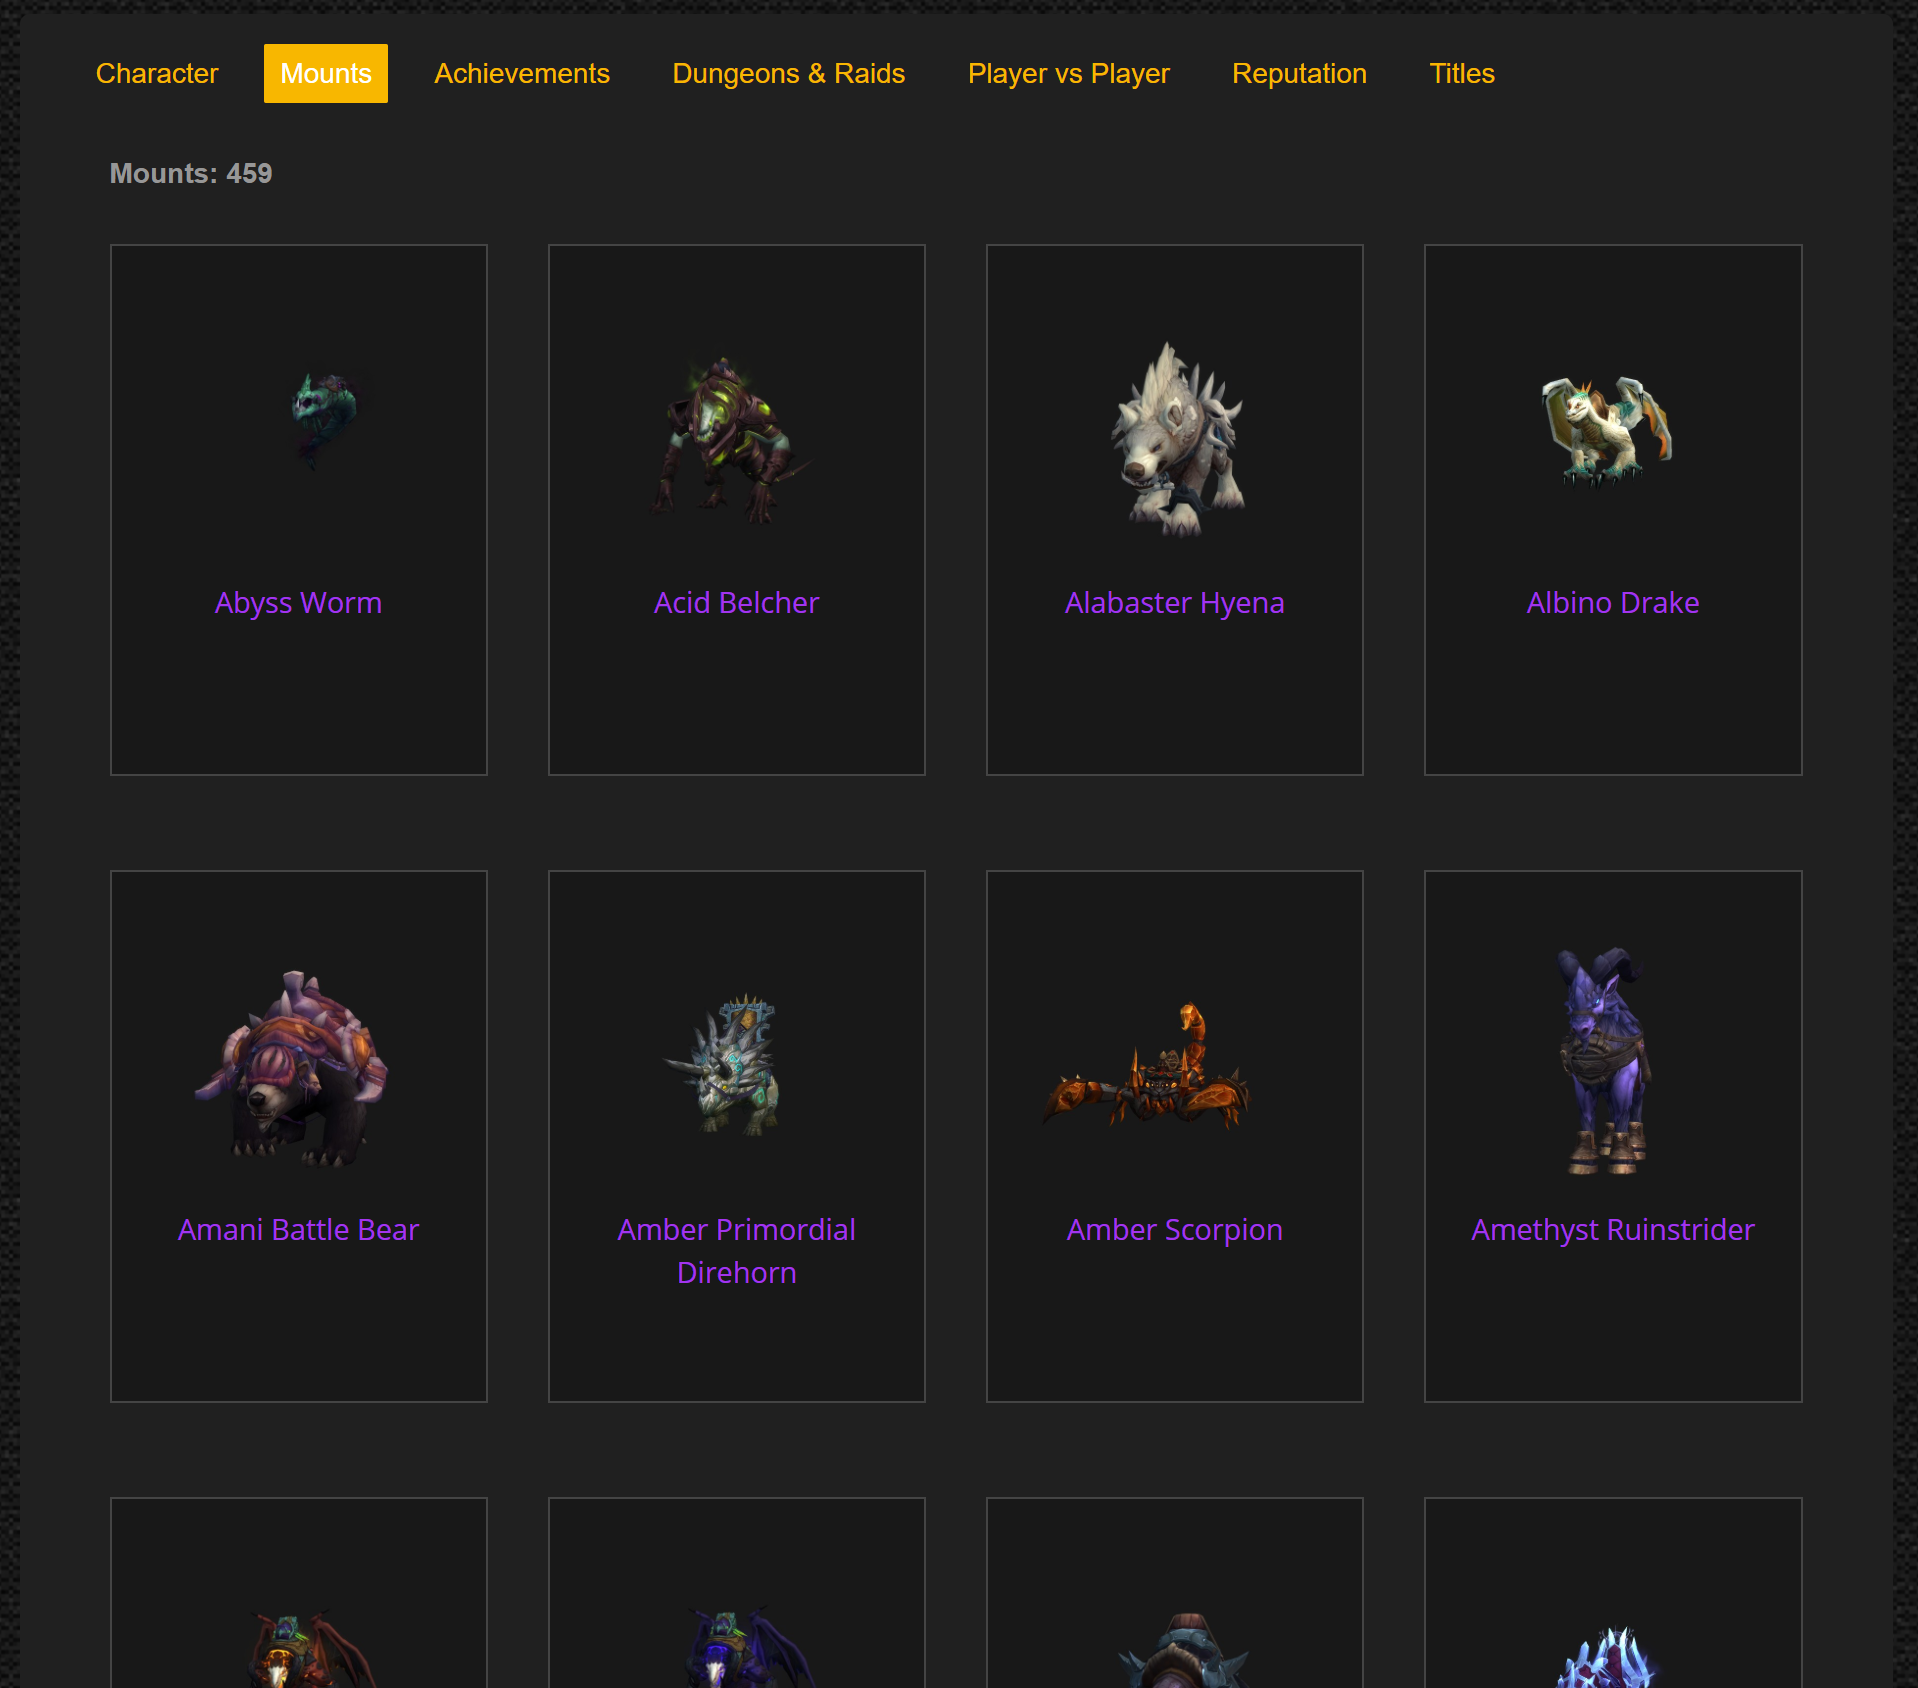 Character
Mounts
Achievements
Dungeons & Raids
Player vs Player
Reputation
Titles
Mounts: 459
Abyss Worm
Acid Belcher
Alabaster Hyena
Albino Drake
Amani Battle Bear
Amber Primordial
Direhorn
Amber Scorpion
Amethyst Ruinstrider